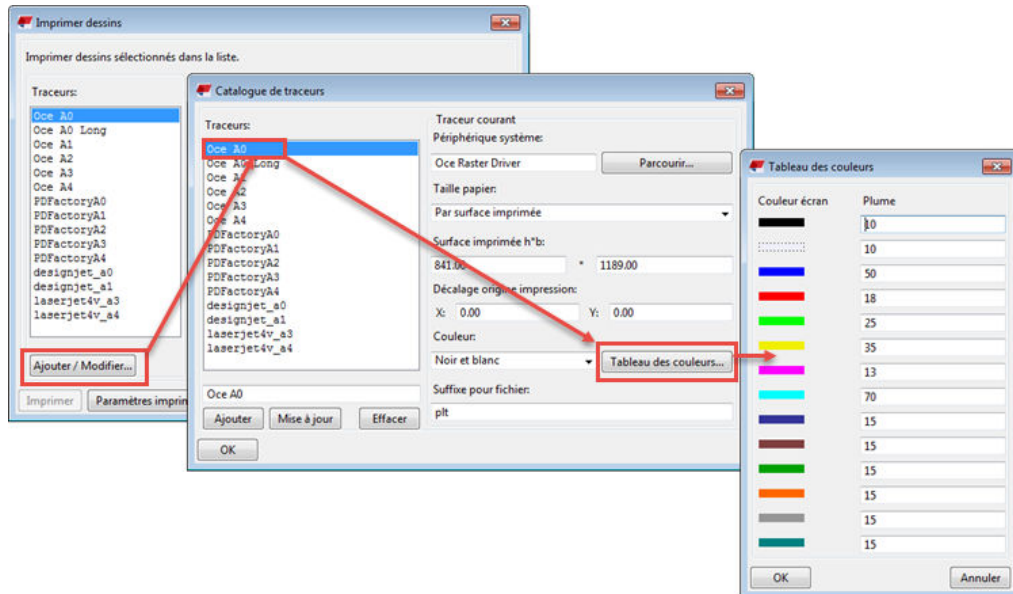 Imprimer dessins
Imprimer dessins sélectionnés dans la liste.
Traceurs:
Oce A0
Oce A0 Long
Oce A1
Oce A2
Oce A3
Oce A4
PDFactoryA0
PDFactoryA1
PDFactoryA2
PDFactoryA3
PDFactoryA4
designjet_a0
designjet_a1
laserjet4v_a3
laserjet4v_a4
Ajouter / Modifier...
Imprimer
Paramètres imprim
Catalogue de traceurs
Traceurs:
Oce A0
Oce A0 Long
Oce A1
Oce A2
Oce A3
Oce A4
PDFactoryA0
PDFactoryA1
PDFactoryA2
PDFactoryA3
PDFactoryA4
designjet_a0
designjet_a1
laserjet4v_a3
laserjet4v_a4
Oce A0
Ajouter
Mise à jour
Effacer
OK
Traceur courant
Périphérique système:
Oce Raster Driver
Parcourir...
Taille papier:
Par surface imprimée
Surface imprimée h*b:
841.00 * 1189.00
Décalage origine impression:
X: 0.00 Y: 0.00
Couleur:
Noir et blanc
Tableau des couleurs...
Suffixe pour fichier:
plt
Tableau des couleurs
Couleur écran Plume
10
10
50
18
25
35
13
70
15
15
15
15
15
15
OK
Annuler